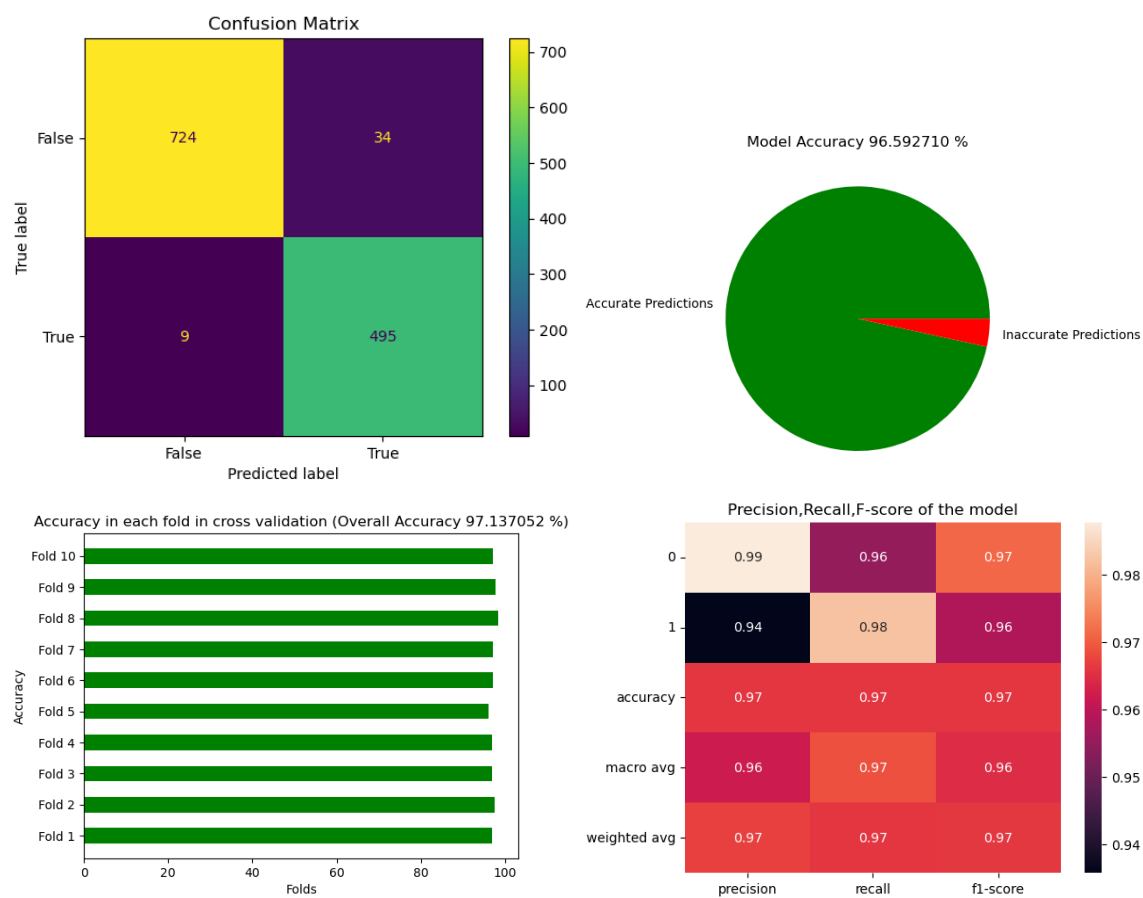 Confusion Matrix
True label
False
True
724
34
9
495
False
True
Predicted label
700
600
500
400
300
200
100
Model Accuracy 96.592710 %
Accurate Predictions
Inaccurate Predictions
Accuracy in each fold in cross validation (Overall Accuracy 97.137052 %)
Accuracy
Fold 10
Fold 9
Fold 8
Fold 7
Fold 6
Fold 5
Fold 4
Fold 3
Fold 2
Fold 1
0 20 40 60 80 100
Folds
Precision,Recall,F-score of the model
0 0.99 0.96 0.97
1 0.94 0.98 0.96
accuracy 0.97 0.97 0.97
macro avg 0.96 0.97 0.96
weighted avg 0.97 0.97 0.97
precision recall f1-score
0.98
0.97
0.96
0.95
0.94